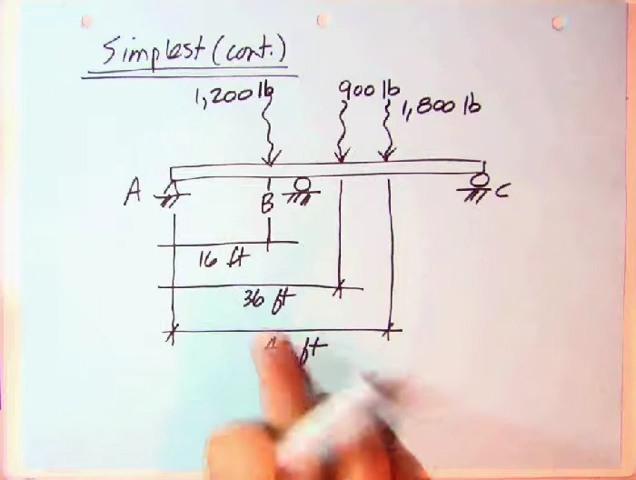 Simplest (cont.)
1,200 lb
900 lb
1,800 lb
A
B
C
16 ft
36 ft
ft